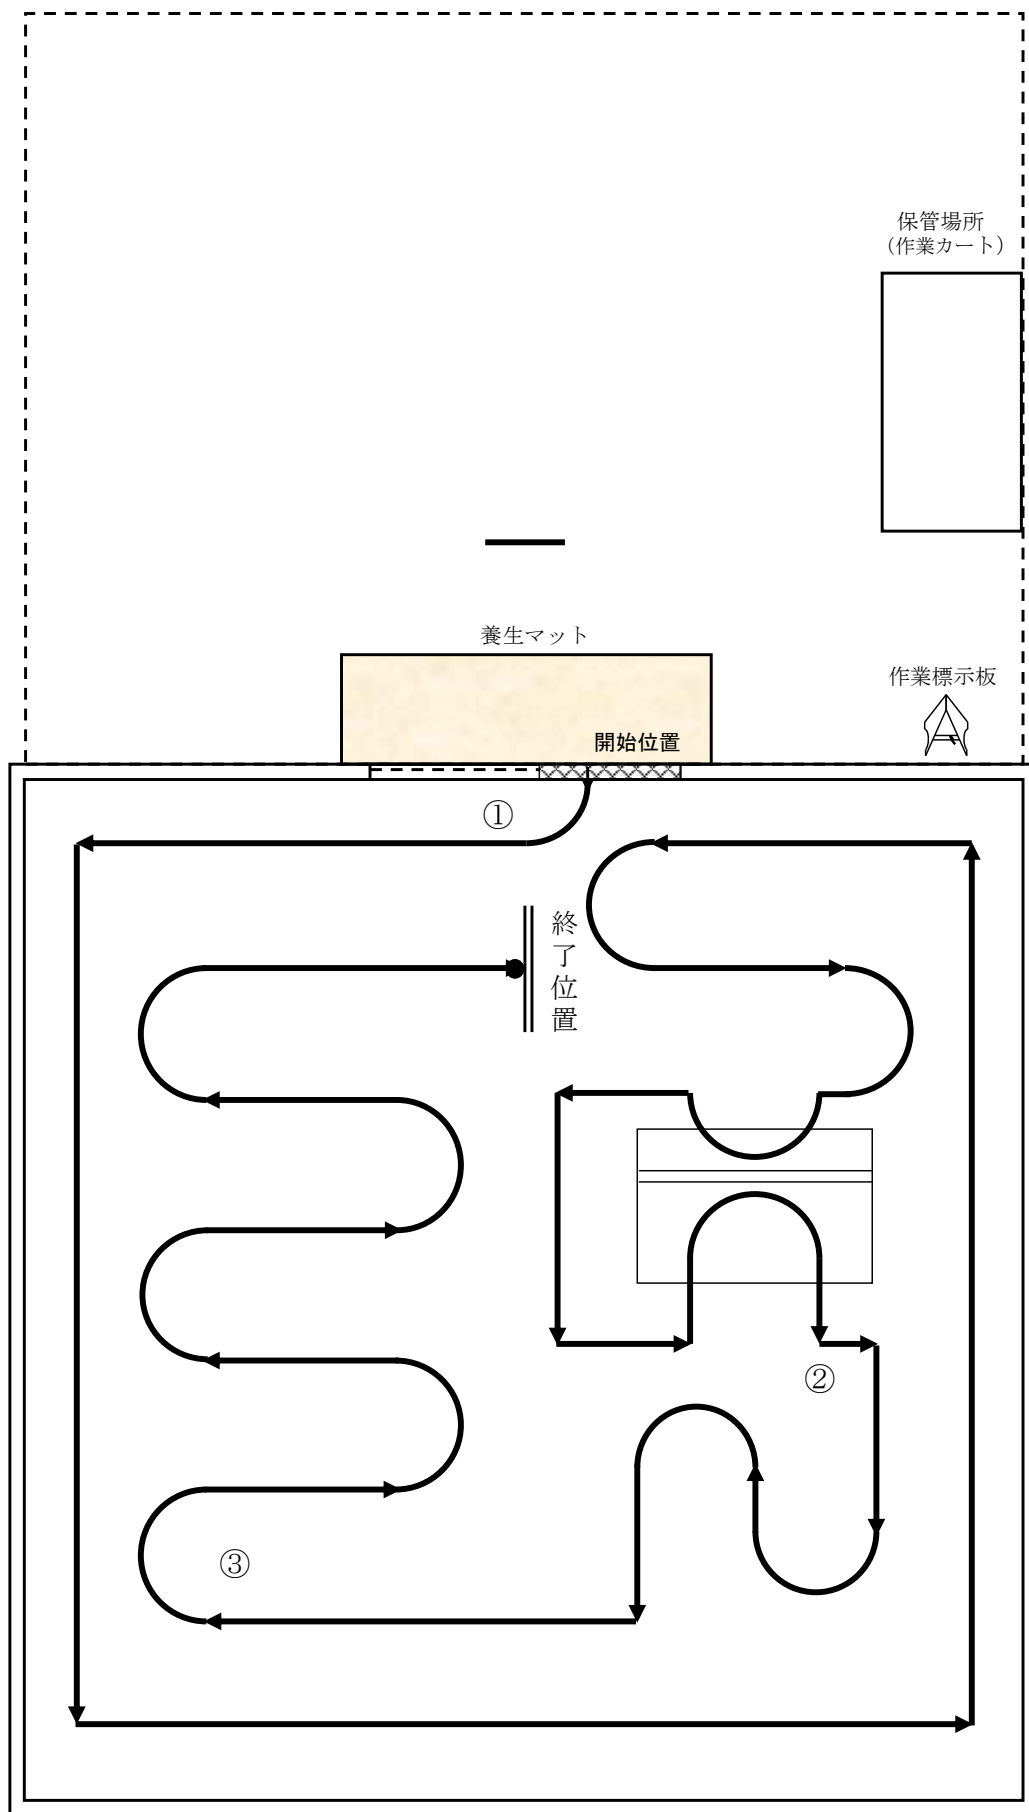 保管場所
（作業カート）
養生マット
作業標示板
開始位置
①
終了位置
②
③